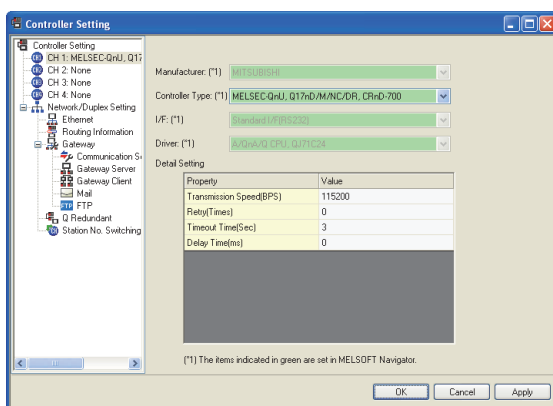 Controller Setting
Controller Setting
CH 1: MELSEC-QnU, Q17
CH 2: None
CH 3: None
CH 4: None
Network/Duplex Setting
Ethernet
Routing Information
Gateway
Communication S
Gateway Server
Gateway Client
Mail
FTP
FTP
Q Redundant
Station No. Switching
Manufacturer: (*1) MITSUBISHI
Controller Type: (*1) MELSEC-QnU, Q17nD/M/NC/DR, CRnD-700
I/F: (*1) Standard I/F(RS232)
Driver: (*1) A/QnA/Q CPU, QJ71C24
Detail Setting
Property Value
Transmission Speed(BPS) 115200
Retry(Times) 0
Timeout Time(Sec) 3
Delay Time(ms) 0
(*1) The items indicated in green are set in MELSOFT Navigator.
OK Cancel Apply